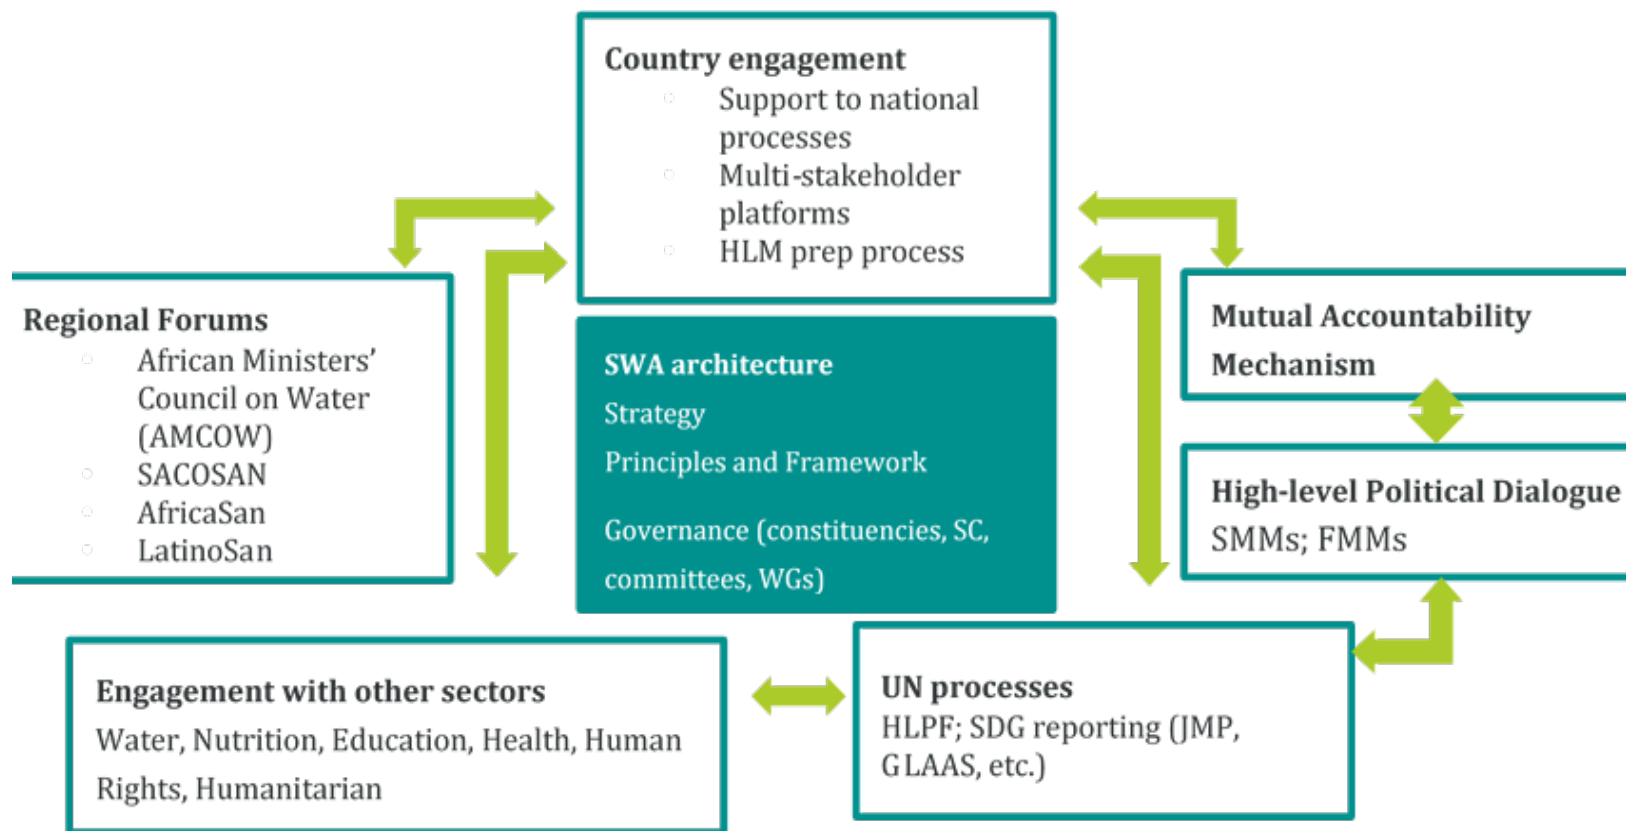 Country engagement
Support to national
processes
Multi-stakeholder
platforms
HLM prep process
Regional Forums
African Ministers’
Council on Water
(AMCOW)
SACOSAN
AfricaSan
LatinoSan
SWA architecture
Strategy
Principles and Framework
Governance (constituencies, SC,
committees, WGs)
Mutual Accountability
Mechanism
High-level Political Dialogue
SMMs; FMMs
Engagement with other sectors
Water, Nutrition, Education, Health, Human
Rights, Humanitarian
UN processes
HLPF; SDG reporting (JMP,
GLAAS, etc.)